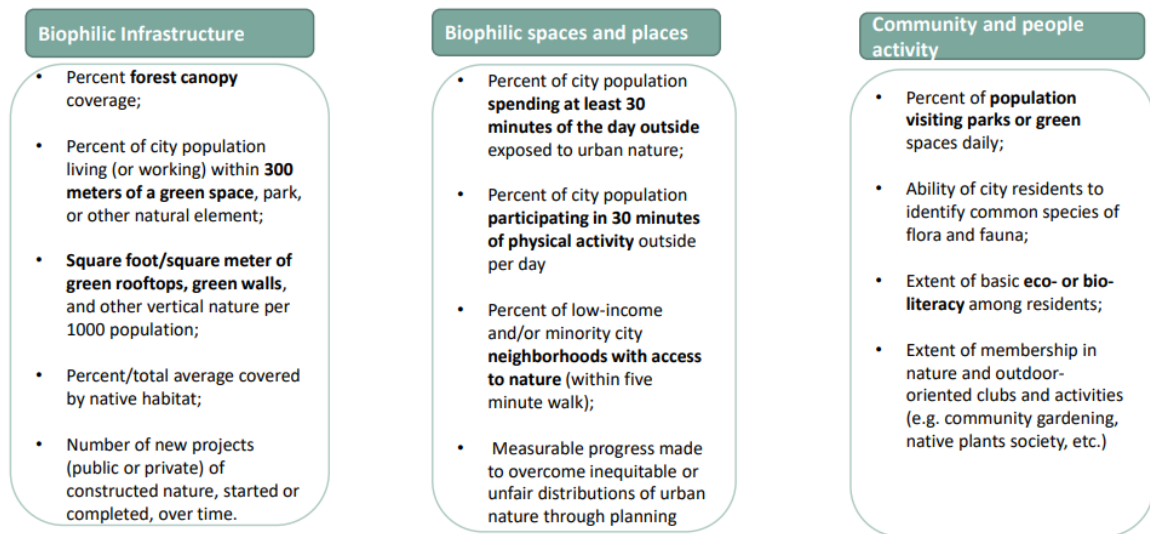 Biophilic Infrastructure
• Percent forest canopy
coverage;
• Percent of city population
living (or working) within 300
meters of a green space, park,
or other natural element;
• Square foot/square meter of
green rooftops, green walls,
and other vertical nature per
1000 population;
• Percent/total average covered
by native habitat;
• Number of new projects
(public or private) of
constructed nature, started or
completed, over time.
Biophilic spaces and places
• Percent of city population
spending at least 30
minutes of the day outside
exposed to urban nature;
• Percent of city population
participating in 30 minutes
of physical activity outside
per day
• Percent of low-income
and/or minority city
neighborhoods with access
to nature (within five
minute walk);
• Measurable progress made
to overcome inequitable or
unfair distributions of urban
nature through planning
Community and people
activity
• Percent of population
visiting parks or green
spaces daily;
• Ability of city residents to
identify common species of
flora and fauna;
• Extent of basic eco- or bio-
literacy among residents;
• Extent of membership in
nature and outdoor-
oriented clubs and activities
(e.g. community gardening,
native plants society, etc.)